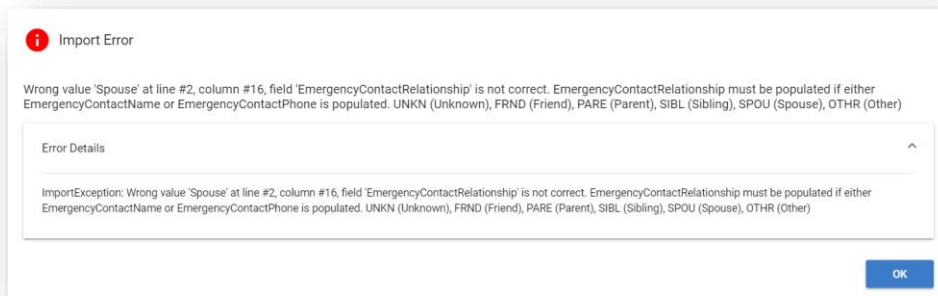 Import Error
Wrong value 'Spouse' at line #2, column #16, field 'EmergencyContactRelationship' is not correct. EmergencyContactRelationship must be populated if either
EmergencyContactName or EmergencyContactPhone is populated. UNKN (Unknown), FRND (Friend), PARE (Parent), SIBL (Sibling), SPOU (Spouse), OTHR (Other)
Error Details
ImportException: Wrong value 'Spouse' at line #2, column #16, field 'EmergencyContactRelationship' is not correct. EmergencyContactRelationship must be populated if either
EmergencyContactName or EmergencyContactPhone is populated. UNKN (Unknown), FRND (Friend), PARE (Parent), SIBL (Sibling), SPOU (Spouse), OTHR (Other)
OK